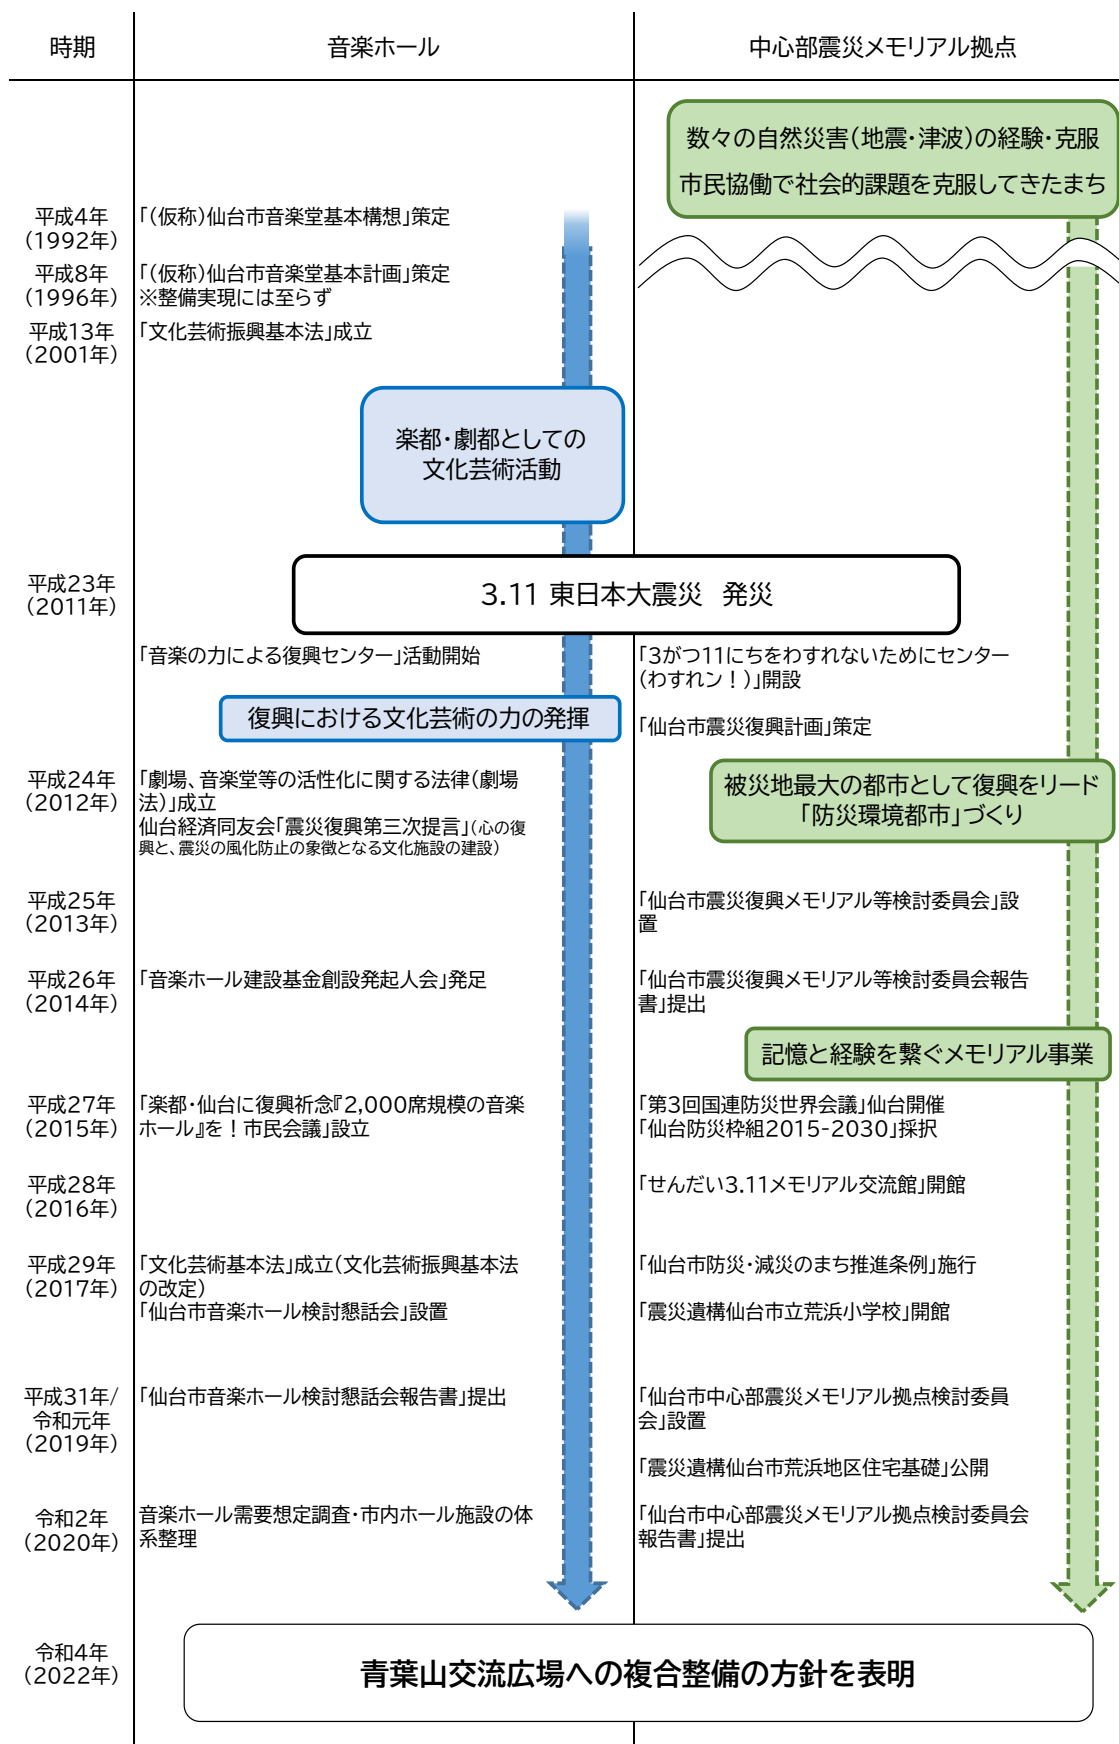 時期
音楽ホール
中心部震災メモリアル拠点
数々の自然災害(地震・津波)の経験・克服
市民協働で社会的課題を克服してきたまち
平成4年
(1992年)
「(仮称)仙台市音楽堂基本構想」策定
平成8年
(1996年)
「(仮称)仙台市音楽堂基本計画」策定
※整備実現には至らず
平成13年
(2001年)
「文化芸術振興基本法」成立
楽都・劇都としての
文化芸術活動
平成23年
(2011年)
3.11 東日本大震災 発災
「音楽の力による復興センター」活動開始
「3がつ11にちをわすれないためにセンター
(わすれン!)」開設
復興における文化芸術の力の発揮
「仙台市震災復興計画」策定
平成24年
(2012年)
「劇場、音楽堂等の活性化に関する法律(劇場
法)」成立
仙台経済同友会「震災復興第三次提言」(心の復
興と、震災の風化防止の象徴となる文化施設の建設)
被災地最大の都市として復興をリード
「防災環境都市」づくり
平成25年
(2013年)
「仙台市震災復興メモリアル等検討委員会」設
置
平成26年
(2014年)
「音楽ホール建設基金創設発起人会」発足
「仙台市震災復興メモリアル等検討委員会報告
書」提出
記憶と経験を繋ぐメモリアル事業
平成27年
(2015年)
「楽都・仙台に復興祈念『2,000席規模の音楽
ホール』を!市民会議」設立
「第3回国連防災世界会議」仙台開催
「仙台防災枠組2015-2030」採択
平成28年
(2016年)
「せんだい3.11メモリアル交流館」開館
平成29年
(2017年)
「文化芸術基本法」成立(文化芸術振興基本法
の改定)
「仙台市音楽ホール検討懇話会」設置
「仙台市防災・減災のまち推進条例」施行
「震災遺構仙台市立荒浜小学校」開館
平成31年/
令和元年
(2019年)
「仙台市音楽ホール検討懇話会報告書」提出
「仙台市中心部震災メモリアル拠点検討委員
会」設置
「震災遺構仙台市荒浜地区住宅基礎」公開
令和2年
(2020年)
音楽ホール需要想定調査・市内ホール施設の体
系整理
「仙台市中心部震災メモリアル拠点検討委員会
報告書」提出
令和4年
(2022年)
青葉山交流広場への複合整備の方針を表明